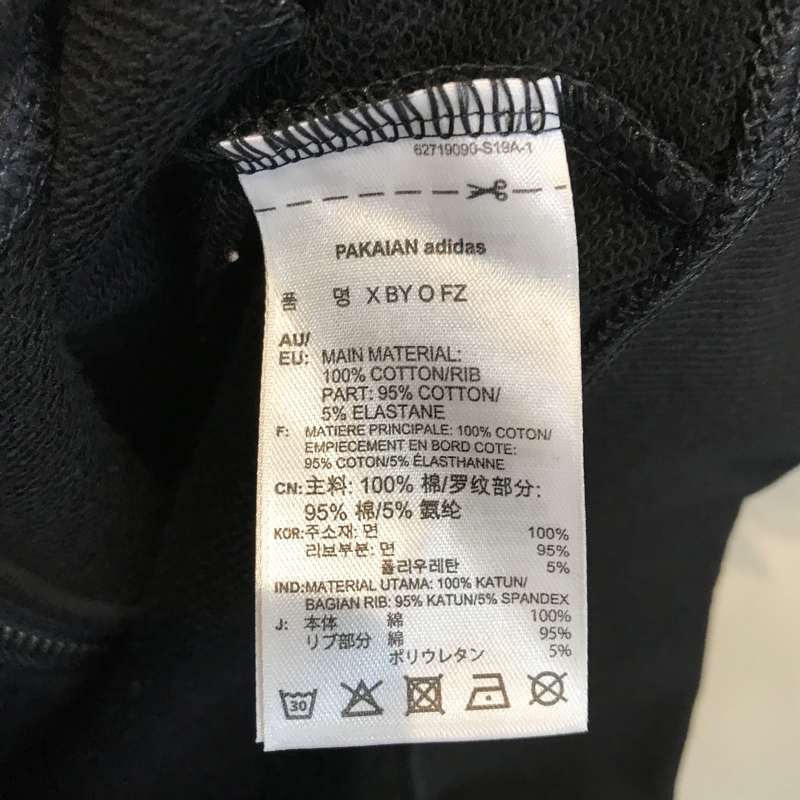 62719090-S19A-1
PAKAIAN adidas
품 명 X BY O FZ
AU/
EU: MAIN MATERIAL:
100% COTTON/RIB
PART: 95% COTTON/
5% ELASTANE
F: MATIERE PRINCIPALE: 100% COTON/
EMPIECEMENT EN BORD COTE:
95% COTON/5% ÉLASTHANNE
CN: 主料: 100% 棉/罗纹部分:
95% 棉/5% 氨纶
KOR: 주소재: 면 100%
리브부분: 면 95%
폴리우레탄 5%
IND: MATERIAL UTAMA: 100% KATUN/
BAGIAN RIB: 95% KATUN/5% SPANDEX
J: 本体 綿 100%
リブ部分 綿 95%
ポリウレタン 5%
30